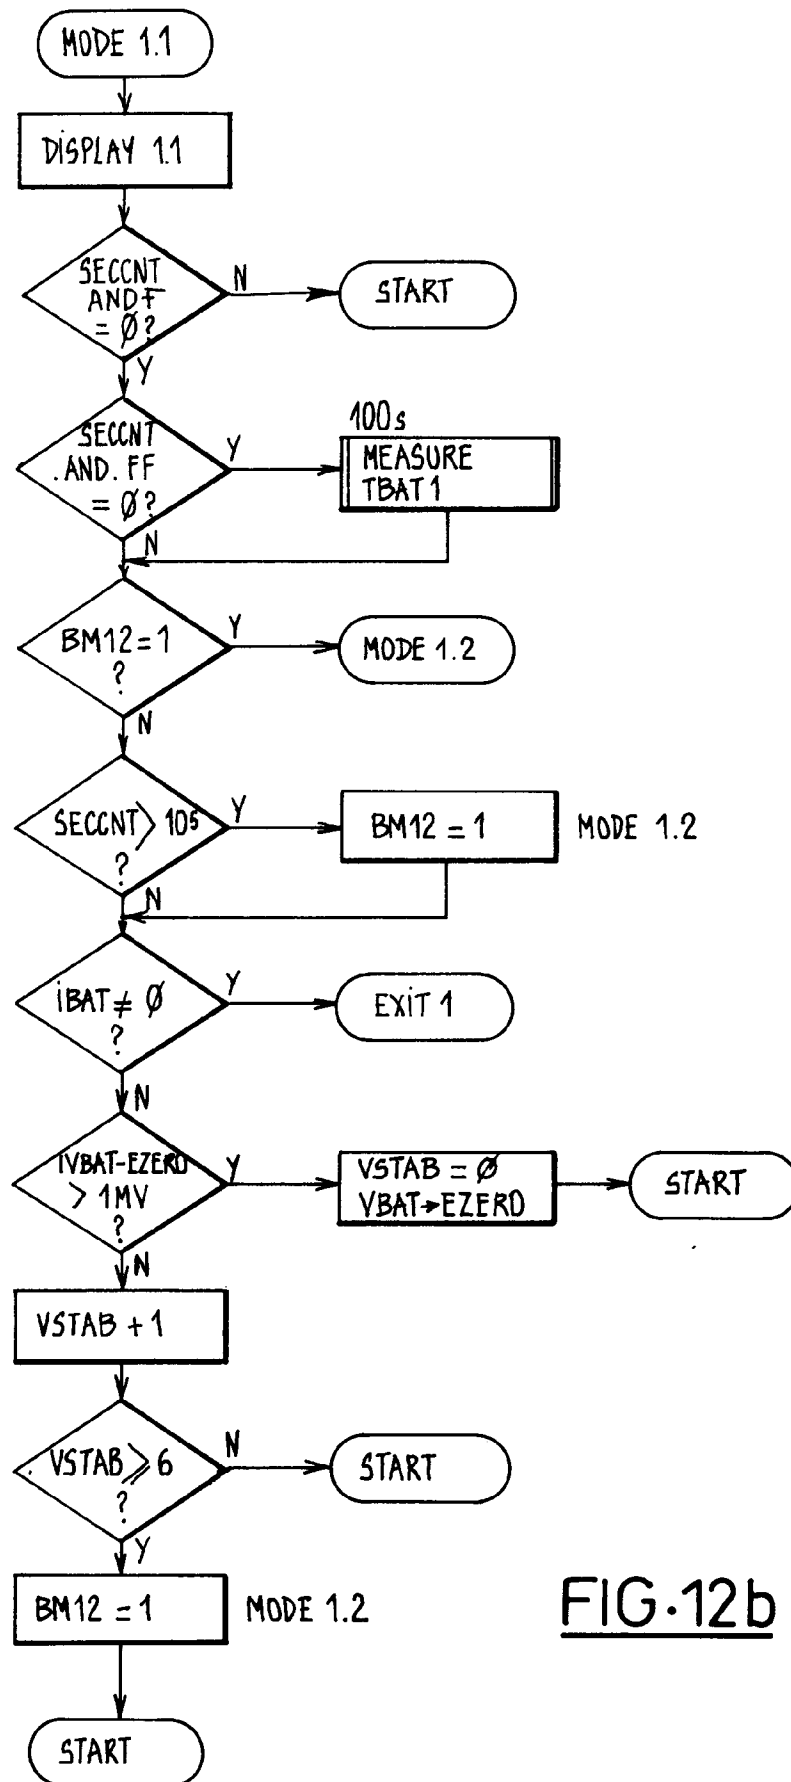 MODE 1.1
DISPLAY 1.1
SECCNT
AND F
= Ø?
N
START
Y
SECCNT
.AND. FF
= Ø?
Y
100s
MEASURE
TBAT 1
N
BM12 = 1
?
Y
MODE 1.2
N
SECCNT > 10s
?
Y
BM12 = 1
MODE 1.2
N
iBAT ≠ Ø
?
Y
EXIT 1
N
IVBAT-EZERO
> 1MV
?
Y
VSTAB = Ø
VBAT→EZERO
START
N
VSTAB + 1
VSTAB ⩾ 6
?
N
START
Y
BM12 = 1
MODE 1.2
START
FIG.12b